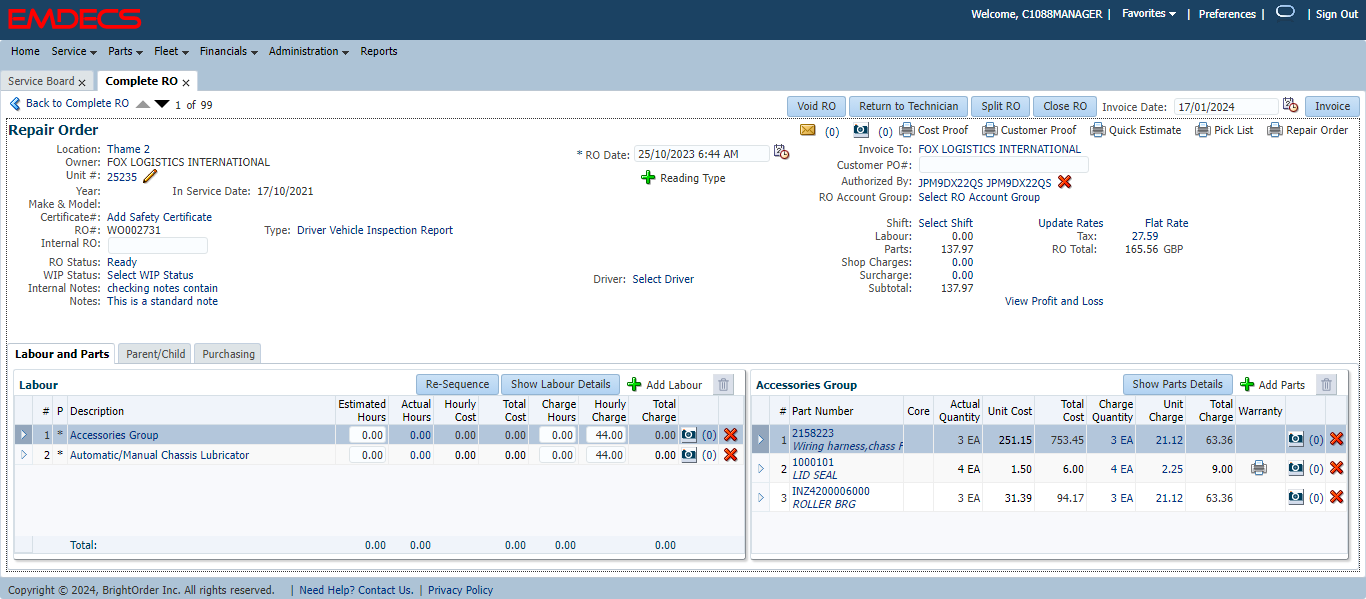 EMDECS
Welcome, C1088MANAGER | Favorites | Preferences | | Sign Out
Home Service Parts Fleet Financials Administration Reports
Service Board x Complete RO x
Back to Complete RO 1 of 99 Void RO Return to Technician Split RO Close RO Invoice Date: 17/01/2024 Invoice
Repair Order (0) (0) Cost Proof Customer Proof Quick Estimate Pick List Repair Order
Location: Thame 2
Owner: FOX LOGISTICS INTERNATIONAL
Unit #: 25235
Year: In Service Date: 17/10/2021
Make & Model:
Certificate#: Add Safety Certificate
RO#: WO002731 Type: Driver Vehicle Inspection Report
Internal RO:
RO Status: Ready
WIP Status: Select WIP Status
Internal Notes: checking notes contain
Notes: This is a standard note
* RO Date: 25/10/2023 6:44 AM
Reading Type
Driver: Select Driver
Invoice To: FOX LOGISTICS INTERNATIONAL
Customer PO#:
Authorized By: JPM9DX22QS JPM9DX22QS
RO Account Group: Select RO Account Group
Shift: Select Shift Update Rates Flat Rate
Labour: 0.00 Tax: 27.59
Parts: 137.97 RO Total: 165.56 GBP
Shop Charges: 0.00
Surcharge: 0.00
Subtotal: 137.97
View Profit and Loss
Labour and Parts Parent/Child Purchasing
Labour Re-Sequence Show Labour Details Add Labour
# P Description Estimated Hours Actual Hours Hourly Cost Total Cost Charge Hours Hourly Charge Total Charge
1 * Accessories Group 0.00 0.00 0.00 0.00 0.00 44.00 0.00 (0)
2 * Automatic/Manual Chassis Lubricator 0.00 0.00 0.00 0.00 0.00 44.00 0.00 (0)
Total: 0.00 0.00 0.00 0.00 0.00
Accessories Group Show Parts Details Add Parts
# Part Number Core Actual Quantity Unit Cost Total Cost Charge Quantity Unit Charge Total Charge Warranty
1 2158223 3 EA 251.15 753.45 3 EA 21.12 63.36 (0)
Wiring harness,chass F
2 1000101 4 EA 1.50 6.00 4 EA 2.25 9.00 (0)
LID SEAL
3 INZ4200006000 3 EA 31.39 94.17 3 EA 21.12 63.36 (0)
ROLLER BRG
Copyright © 2024, BrightOrder Inc. All rights reserved. | Need Help? Contact Us. | Privacy Policy